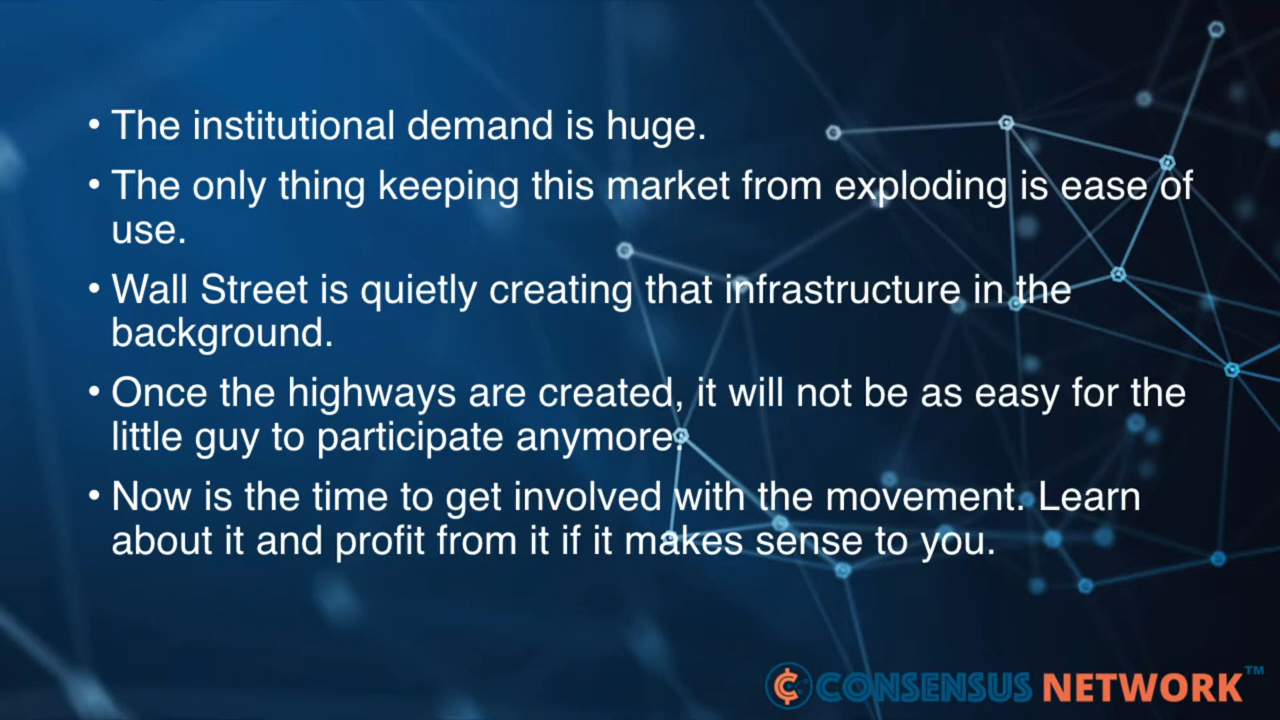 • The institutional demand is huge.
• The only thing keeping this market from exploding is ease of
use.
• Wall Street is quietly creating that infrastructure in the
background.
• Once the highways are created, it will not be as easy for the
little guy to participate anymore.
• Now is the time to get involved with the movement. Learn
about it and profit from it if it makes sense to you.
CONSENSUS NETWORK™